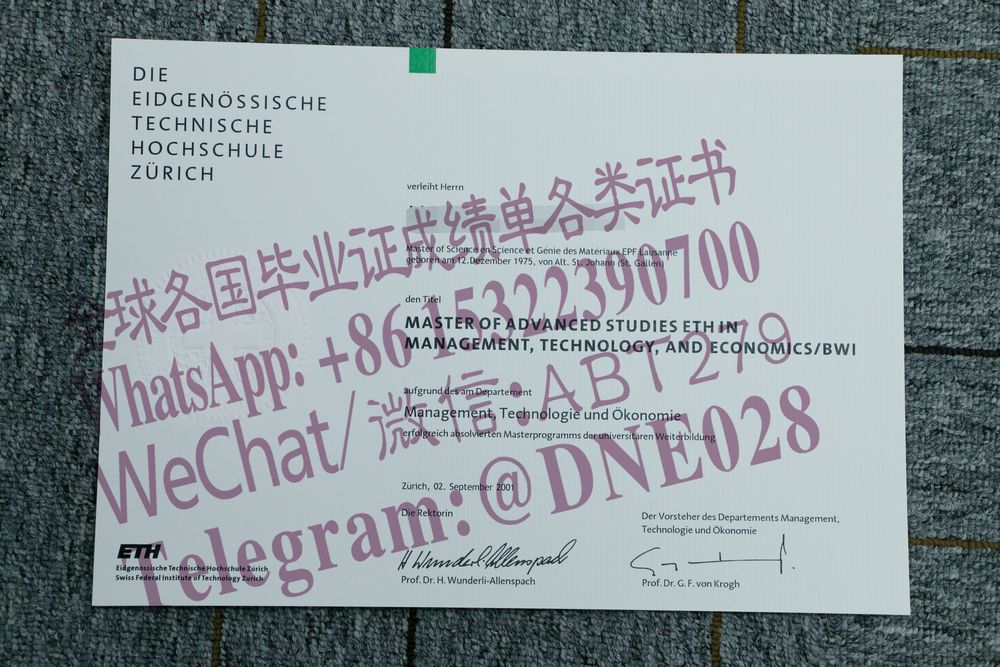 DIE
EIDGENÖSSISCHE
TECHNISCHE
HOCHSCHULE
ZÜRICH
verleiht Herrn
Master of Science en Science et Génie des Matériaux EPF Lausanne
geboren am 12.Dezember 1975, von Alt. St. Johann (St. Gallen)
den Titel
MASTER OF ADVANCED STUDIES ETH IN
MANAGEMENT, TECHNOLOGY, AND ECONOMICS/BWI
aufgrund des am Departement
Management, Technologie und Ökonomie
erfolgreich absolvierten Masterprogramms der universitären Weiterbildung
Zürich, 02. September 2001
Die Rektorin
H Wunderli-Allenspach
Prof. Dr. H. Wunderli-Allenspach
Der Vorsteher des Departements Management,
Technologie und Ökonomie
Prof. Dr. G. F. von Krogh
ETH
Eidgenössische Technische Hochschule Zürich
Swiss Federal Institute of Technology Zurich
球各国毕业证成绩单各类证书
WhatsApp: +86 15322390700
WeChat/微信:ABT279
Telegram:@DNE028